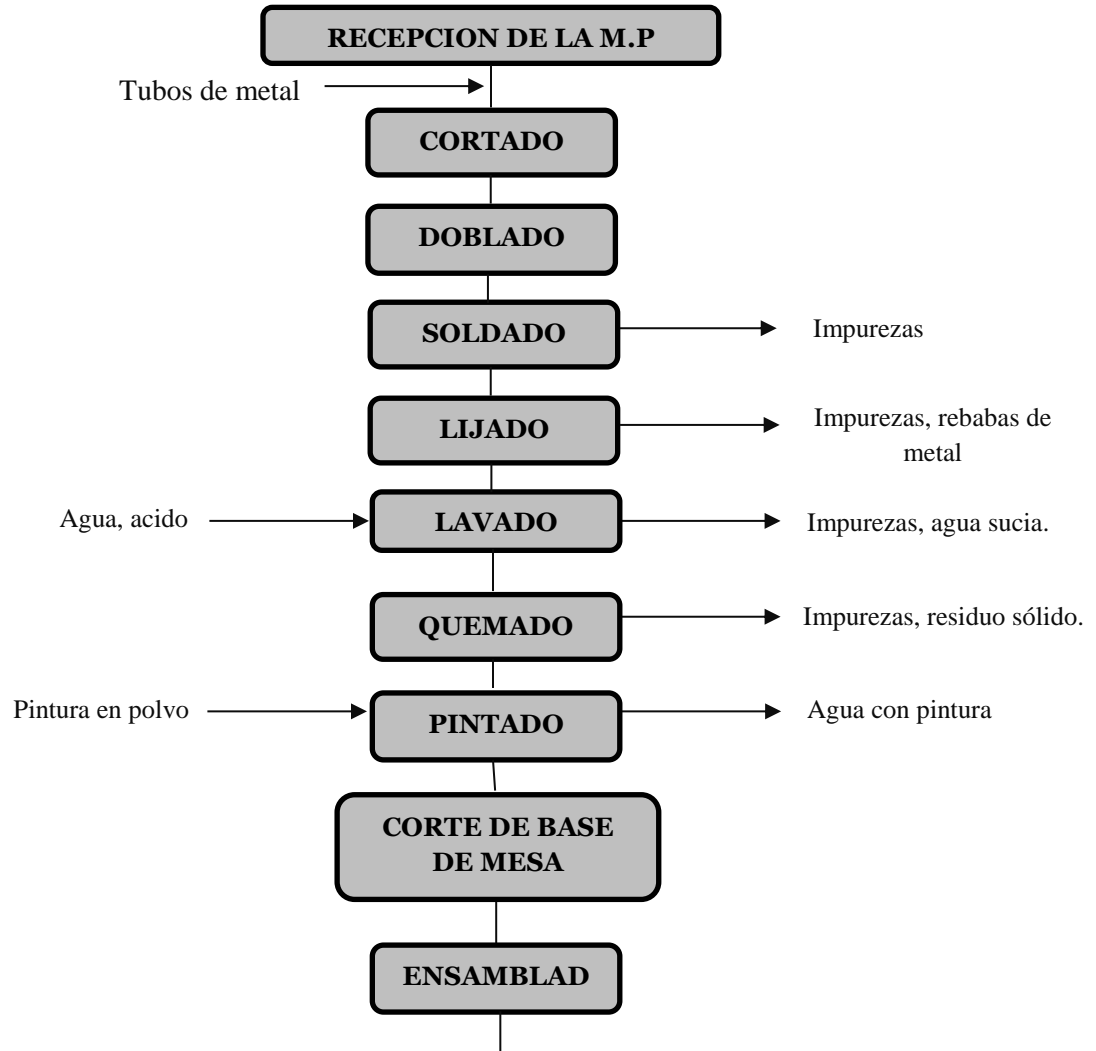 RECEPCION DE LA M.P
Tubos de metal
CORTADO
DOBLADO
SOLDADO
Impurezas
LIJADO
Impurezas, rebabas de
metal
Agua, acido
LAVADO
Impurezas, agua sucia.
QUEMADO
Impurezas, residuo sólido.
Pintura en polvo
PINTADO
Agua con pintura
CORTE DE BASE
DE MESA
ENSAMBLAD